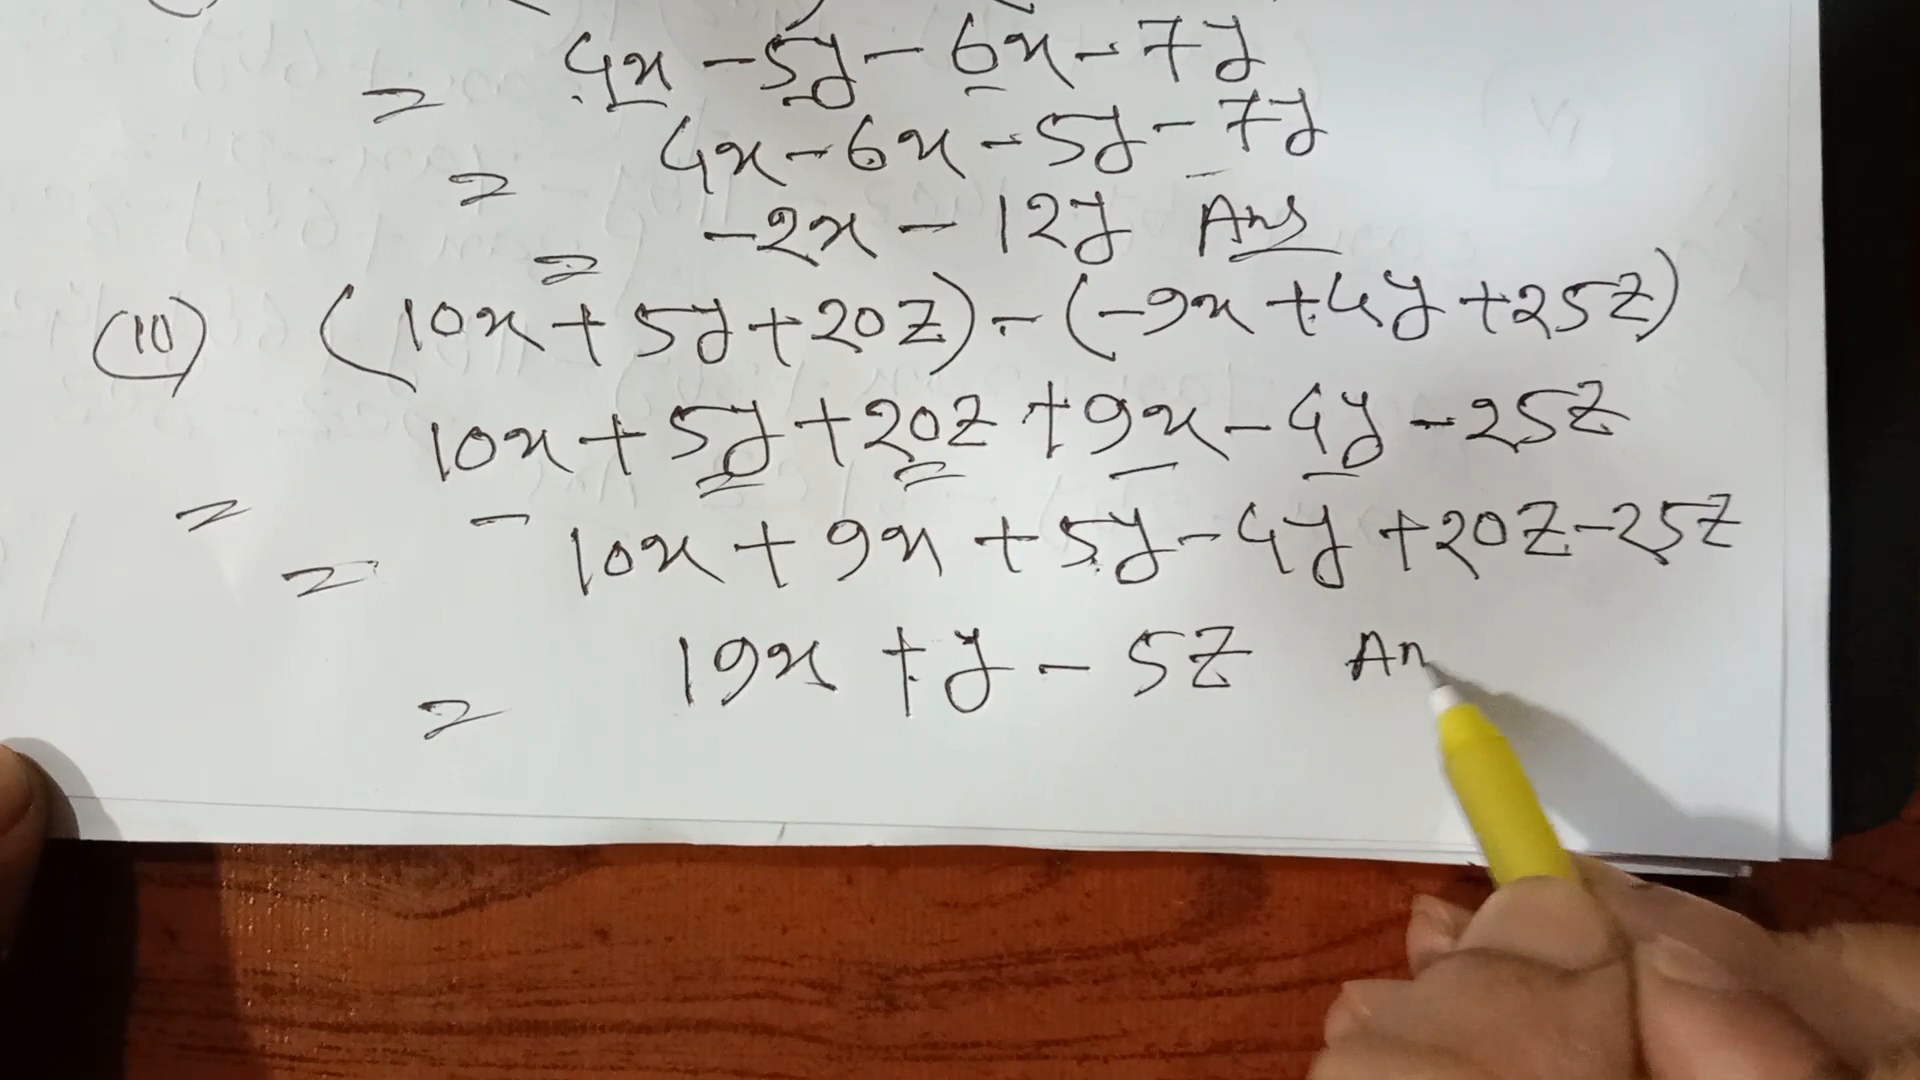 4x - 5y - 6x - 7y
= 4x - 6x - 5y - 7y
= -2x - 12y Ans
=
(10) (10x + 5y + 20z) - (-9x + 4y + 25z)
10x + 5y + 20z + 9x - 4y - 25z
= 10x + 9x + 5y - 4y + 20z - 25z
= 19x + y - 5z An
=